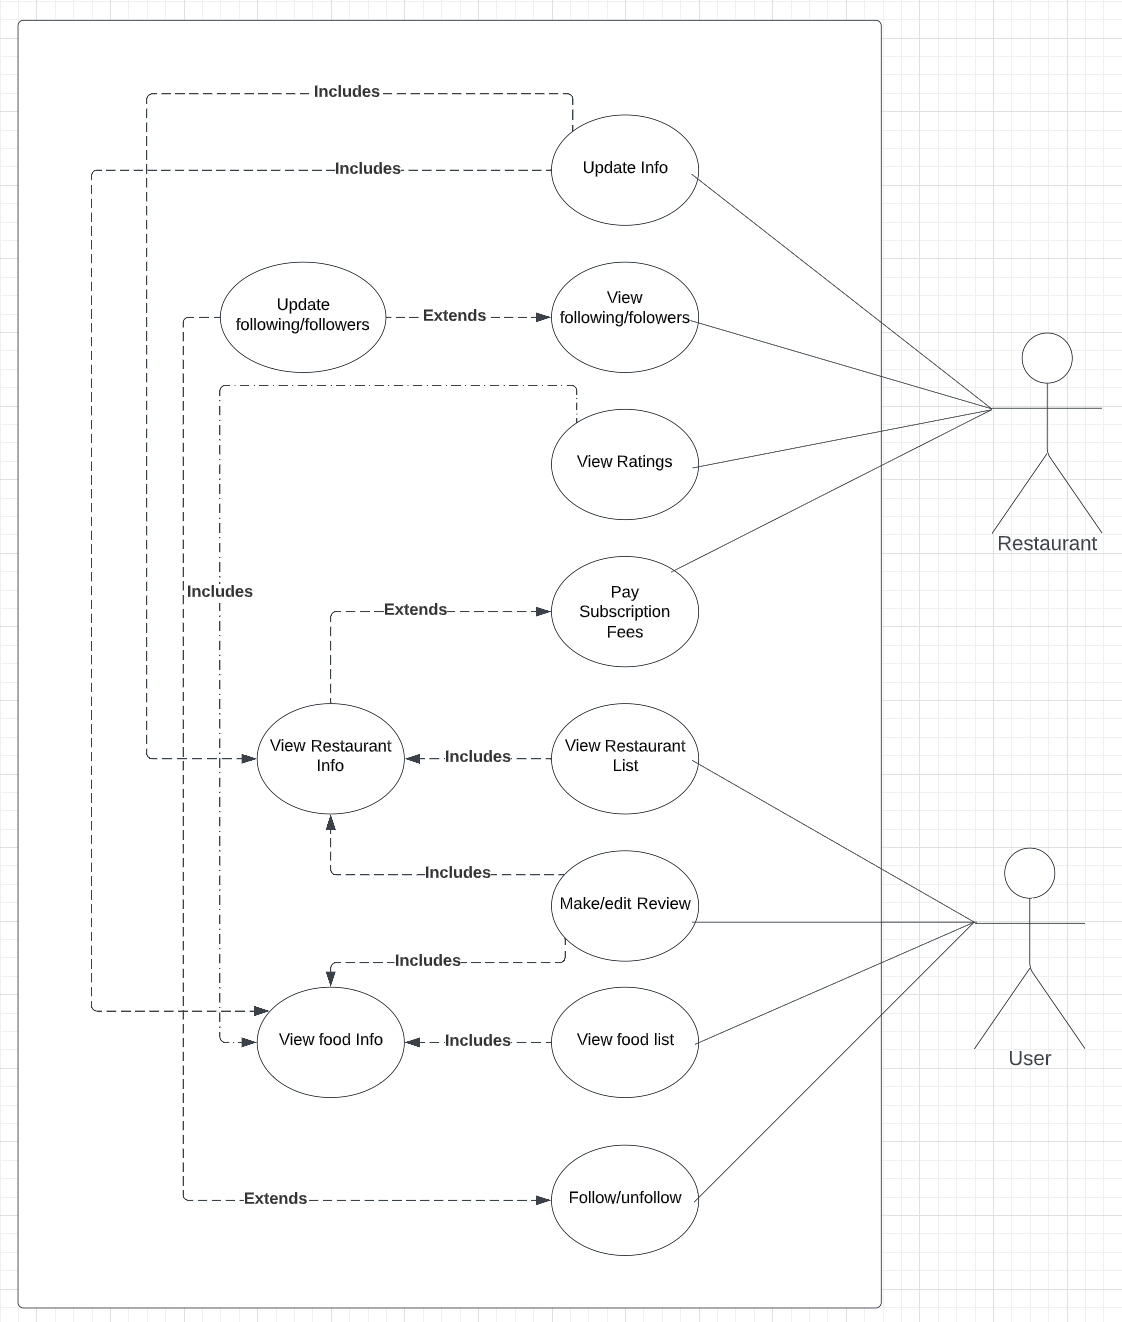 Includes
Includes
Update Info
Update
following/followers
Extends
View
following/folowers
View Ratings
Restaurant
Includes
Extends
Pay
Subscription
Fees
View Restaurant
Info
Includes
View Restaurant
List
Includes
Make/edit Review
Includes
View food Info
Includes
View food list
User
Extends
Follow/unfollow